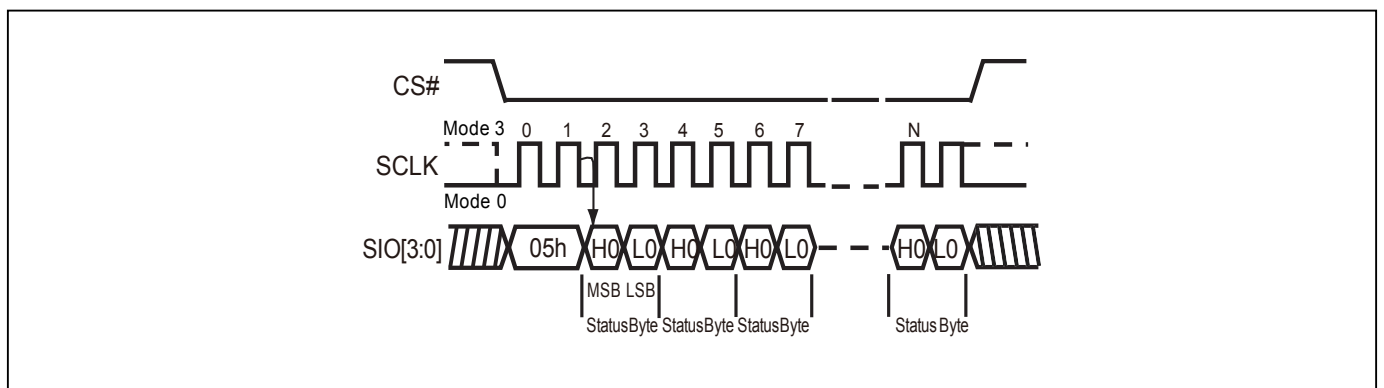 CS#
Mode 3 0 1 2 3 4 5 6 7 N
SCLK
Mode 0
SIO[3:0] 05h H0 L0 H0 L0 H0 L0 H0 L0
MSB LSB
StatusByte StatusByte StatusByte Status Byte